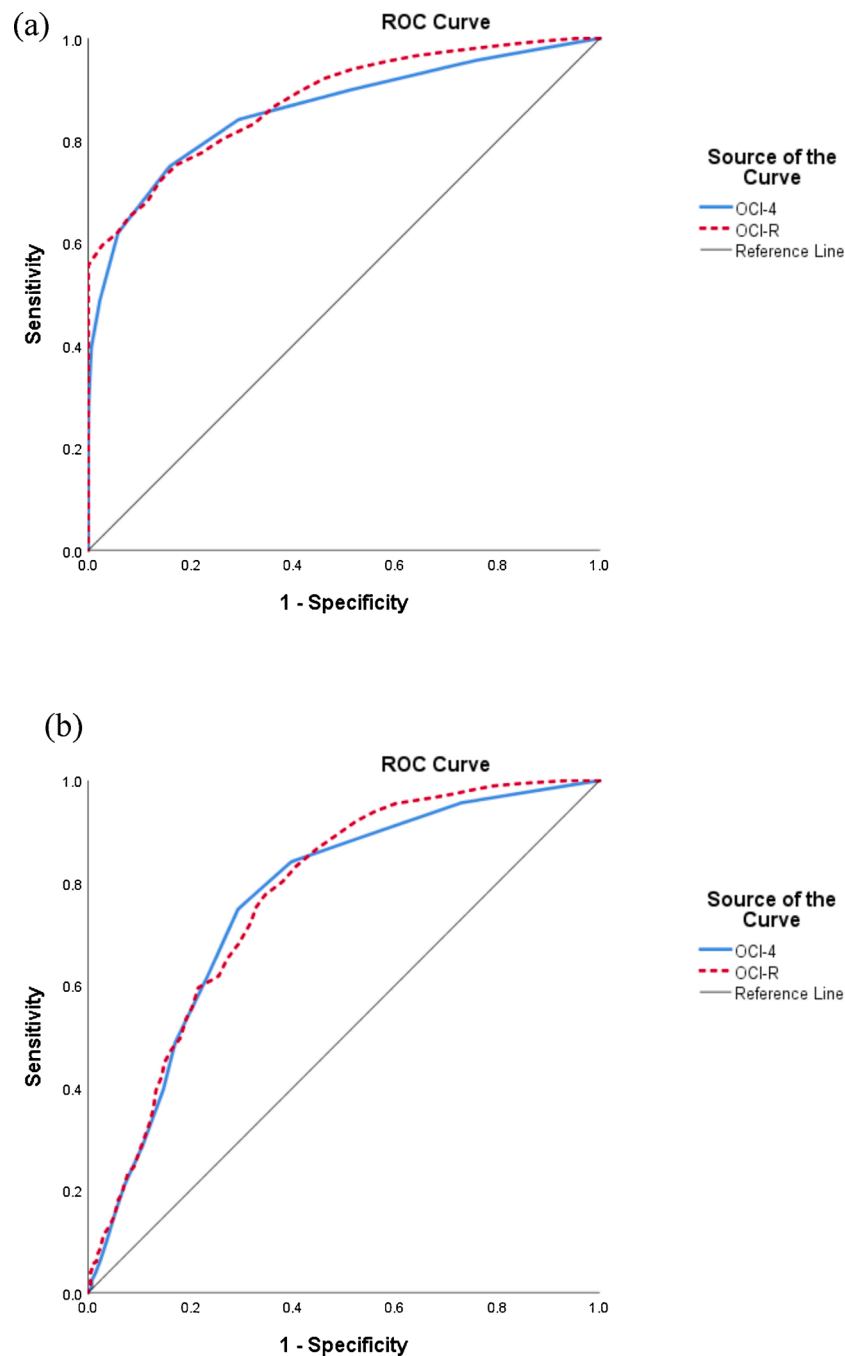 (a)
ROC Curve
1.0
0.8
0.6
0.4
0.2
0.0
Sensitivity
0.0 0.2 0.4 0.6 0.8 1.0
1 - Specificity
Source of the
Curve
OCI-4
OCI-R
Reference Line
(b)
ROC Curve
1.0
0.8
0.6
0.4
0.2
0.0
Sensitivity
0.0 0.2 0.4 0.6 0.8 1.0
1 - Specificity
Source of the
Curve
OCI-4
OCI-R
Reference Line